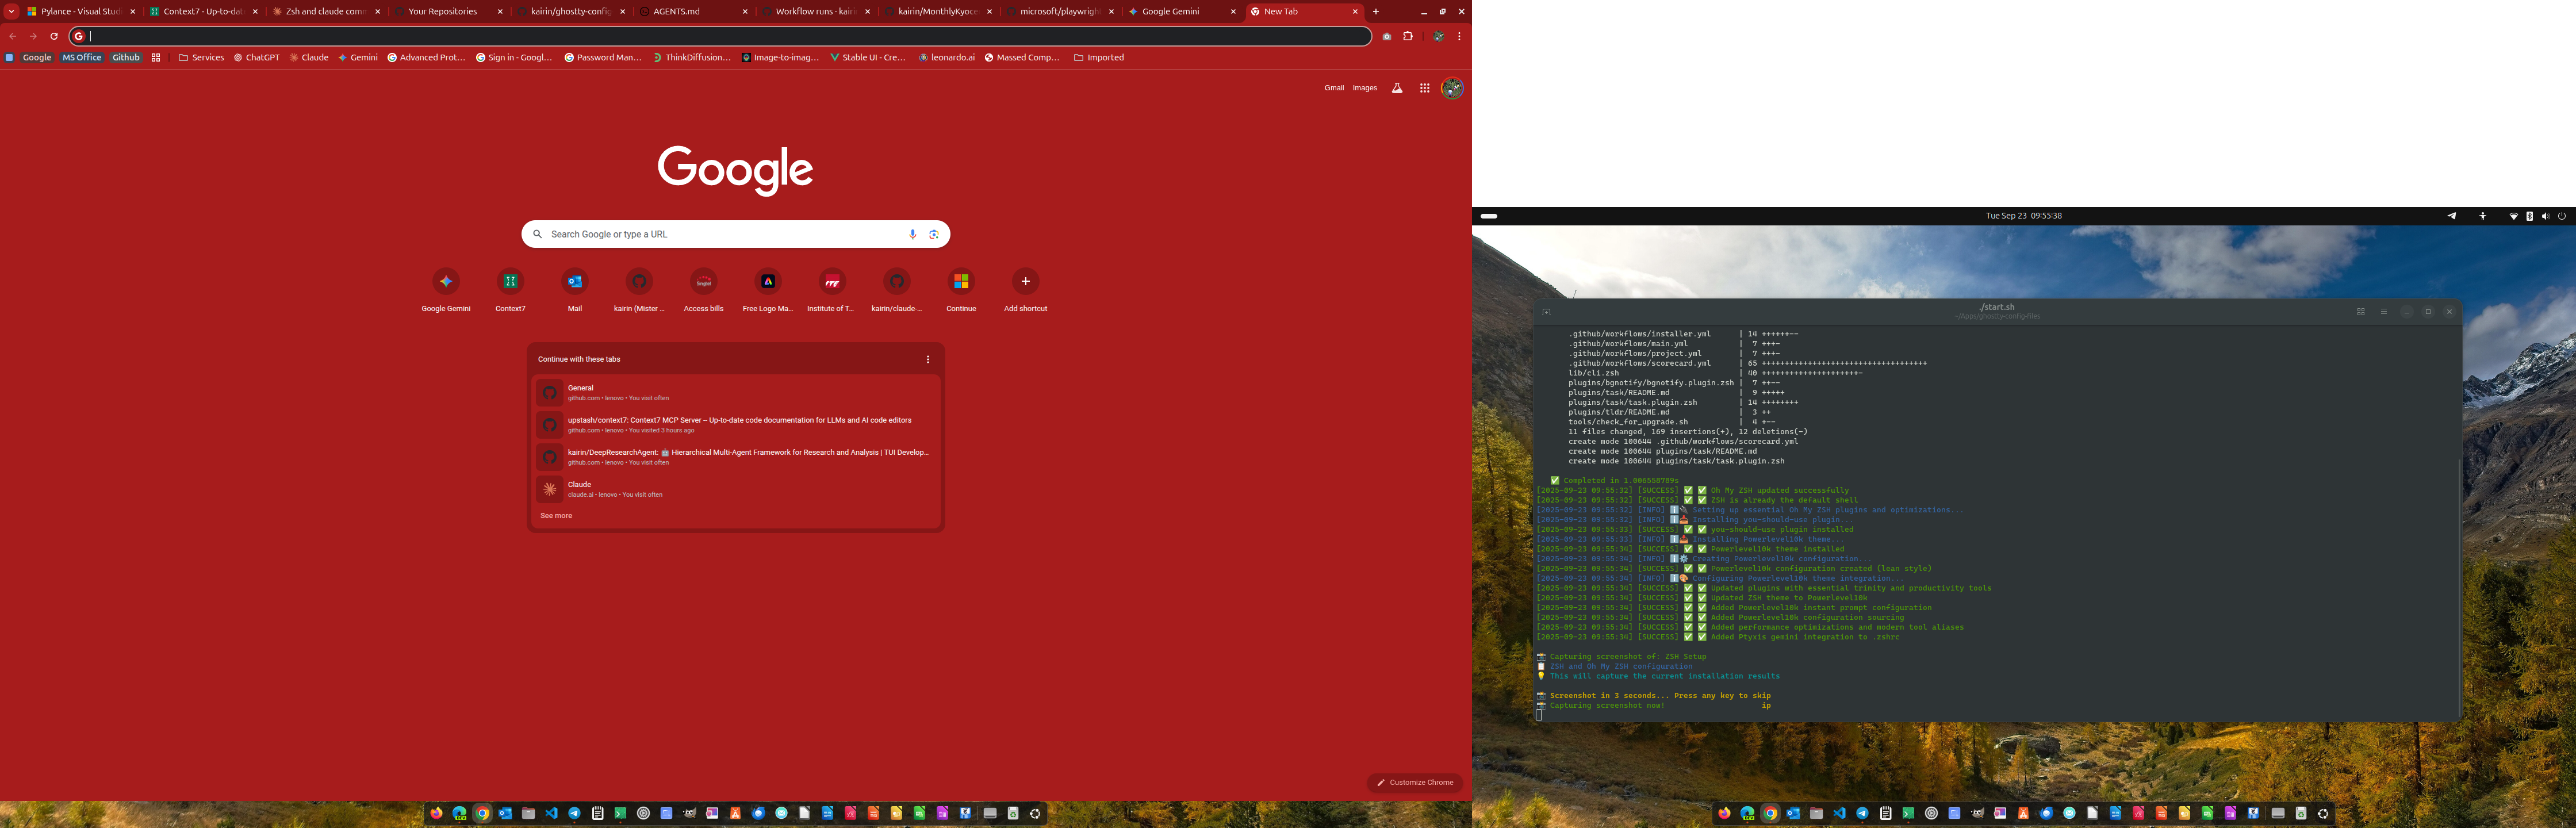 Pylance - Visual Stud
Context7 - Up-to-dat
Zsh and claude comm
Your Repositories
kairin/ghostty-config
AGENTS.md
Workflow runs · kairi
kairin/MonthlyKyoce
microsoft/playwright
Google Gemini
New Tab
Google
MS Office
Github
Services
ChatGPT
Claude
Gemini
Advanced Prot…
Sign in - Googl…
Password Man…
ThinkDiffusion…
Image-to-imag…
Stable UI - Cre…
leonardo.ai
Massed Comp…
Imported
Gmail
Images
Google
Search Google or type a URL
Google Gemini
Context7
Mail
kairin (Mister ...
Access bills
Free Logo Ma...
Institute of T...
kairin/claude-...
Continue
Add shortcut
Continue with these tabs
General
github.com • lenovo • You visit often
upstash/context7: Context7 MCP Server -- Up-to-date code documentation for LLMs and AI code editors
github.com • lenovo • You visited 3 hours ago
kairin/DeepResearchAgent: 🤖 Hierarchical Multi-Agent Framework for Research and Analysis | TUI Develop...
github.com • lenovo • You visit often
Claude
claude.ai • lenovo • You visit often
See more
Customize Chrome
Tue Sep 23 09:55:38
./start.sh
~/Apps/ghostty-config-files
.github/workflows/installer.yml | 14 ++++++--
.github/workflows/main.yml | 7 +++-
.github/workflows/project.yml | 7 +++-
.github/workflows/scorecard.yml | 65 ++++++++++++++++++++++++++++++++++++
lib/cli.zsh | 40 +++++++++++++++++++++-
plugins/bgnotify/bgnotify.plugin.zsh | 7 ++--
plugins/task/README.md | 9 +++++
plugins/task/task.plugin.zsh | 14 ++++++++
plugins/tldr/README.md | 3 ++
tools/check_for_upgrade.sh | 4 +--
11 files changed, 169 insertions(+), 12 deletions(-)
create mode 100644 .github/workflows/scorecard.yml
create mode 100644 plugins/task/README.md
create mode 100644 plugins/task/task.plugin.zsh
✅ Completed in 1.006550789s
[2025-09-23 09:55:32] [SUCCESS] ✅ ✅ Oh My ZSH updated successfully
[2025-09-23 09:55:32] [SUCCESS] ✅ ✅ ZSH is already the default shell
[2025-09-23 09:55:32] [INFO] ℹ️🔌 Setting up essential Oh My ZSH plugins and optimizations...
[2025-09-23 09:55:32] [INFO] ℹ️📥 Installing you-should-use plugin...
[2025-09-23 09:55:33] [SUCCESS] ✅ ✅ you-should-use plugin installed
[2025-09-23 09:55:33] [INFO] ℹ️📥 Installing Powerlevel10k theme...
[2025-09-23 09:55:34] [SUCCESS] ✅ ✅ Powerlevel10k theme installed
[2025-09-23 09:55:34] [INFO] ℹ️⚙️ Creating Powerlevel10k configuration...
[2025-09-23 09:55:34] [SUCCESS] ✅ ✅ Powerlevel10k configuration created (lean style)
[2025-09-23 09:55:34] [INFO] ℹ️🎨 Configuring Powerlevel10k theme integration...
[2025-09-23 09:55:34] [SUCCESS] ✅ ✅ Updated plugins with essential trinity and productivity tools
[2025-09-23 09:55:34] [SUCCESS] ✅ ✅ Updated ZSH theme to Powerlevel10k
[2025-09-23 09:55:34] [SUCCESS] ✅ ✅ Added Powerlevel10k instant prompt configuration
[2025-09-23 09:55:34] [SUCCESS] ✅ ✅ Added Powerlevel10k configuration sourcing
[2025-09-23 09:55:34] [SUCCESS] ✅ ✅ Added performance optimizations and modern tool aliases
[2025-09-23 09:55:34] [SUCCESS] ✅ ✅ Added Ptyxis gemini integration to .zshrc
📸 Capturing screenshot of: ZSH Setup
📋 ZSH and Oh My ZSH configuration
💡 This will capture the current installation results
📸 Screenshot in 3 seconds... Press any key to skip
📸 Capturing screenshot now! ip